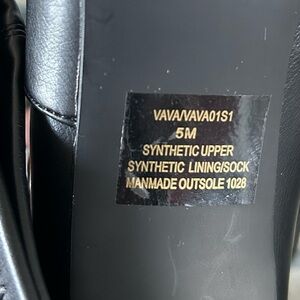 VAVA/VAVA01S1
5M
SYNTHETIC UPPER
SYNTHETIC LINING/SOCK
MANMADE OUTSOLE 1028